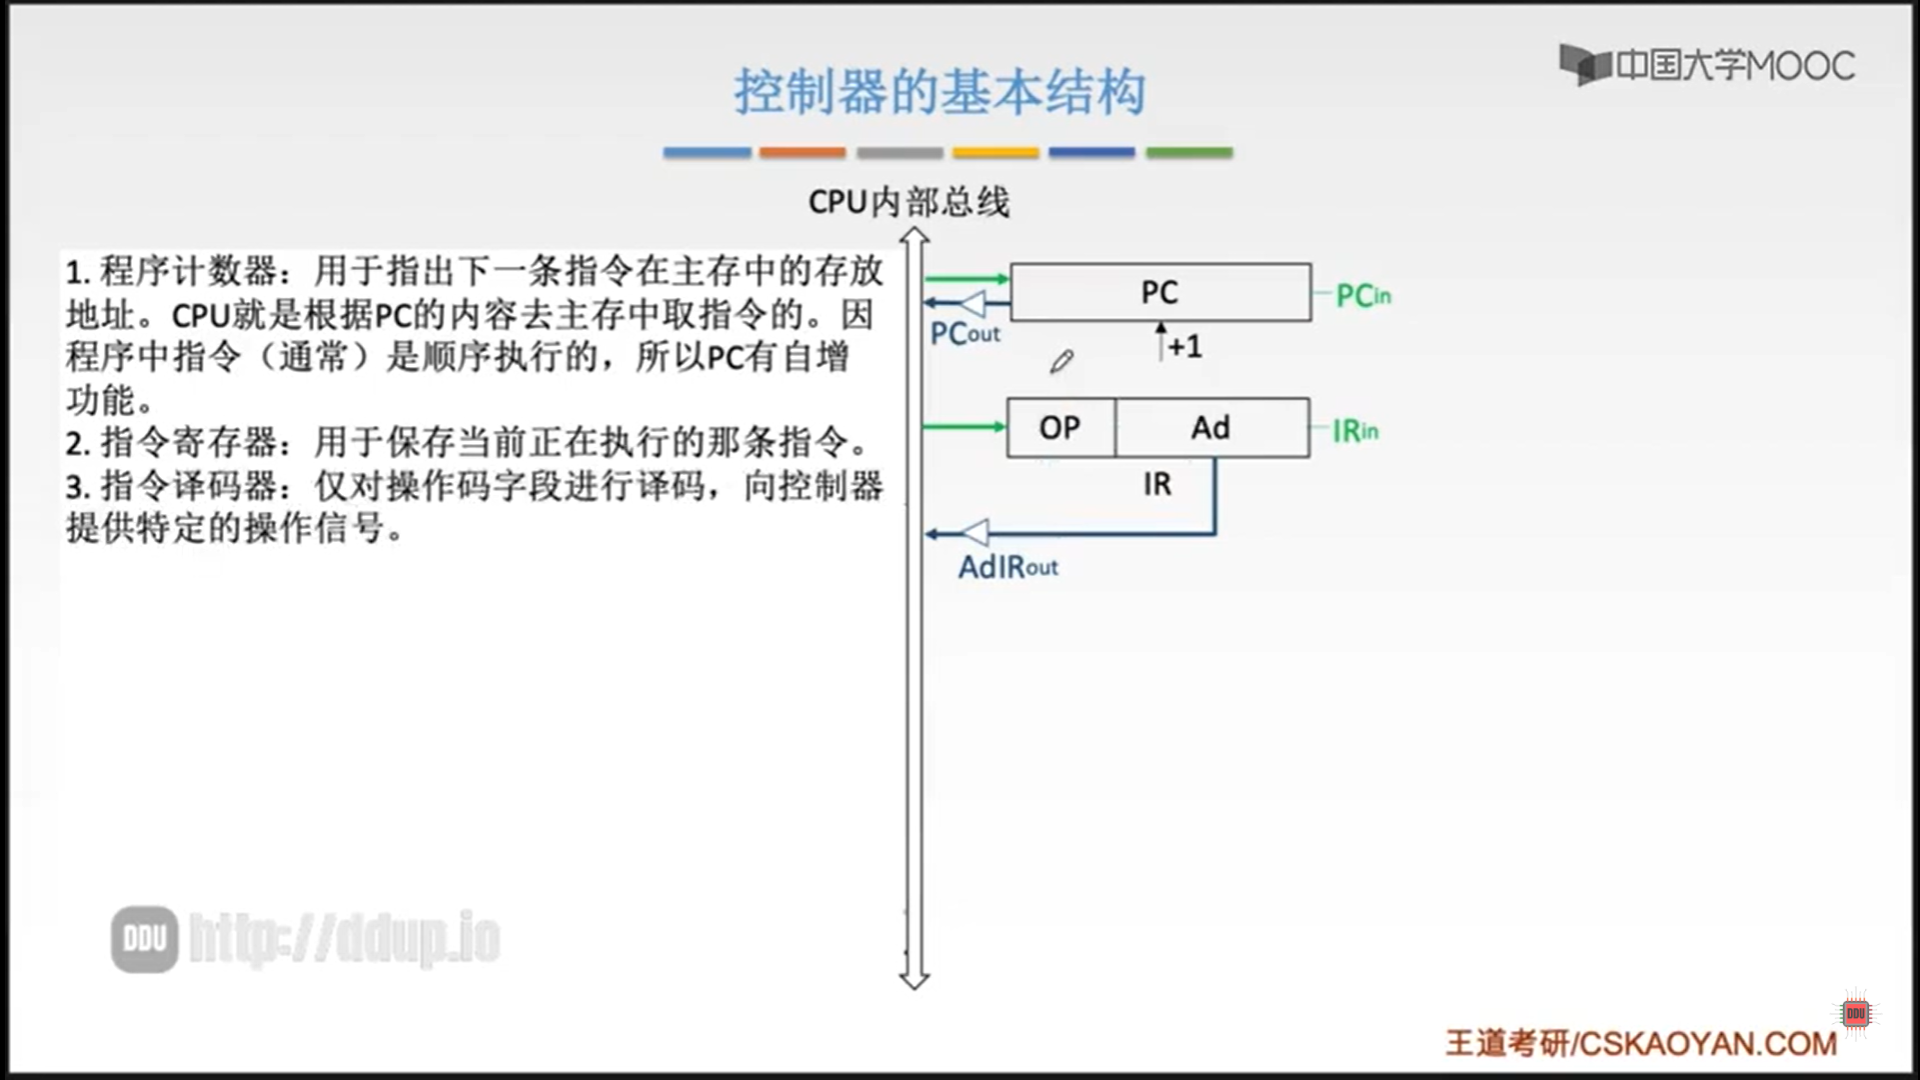 中国大学MOOC
控制器的基本结构
CPU内部总线
1. 程序计数器：用于指出下一条指令在主存中的存放
地址。CPU就是根据PC的内容去主存中取指令的。因
程序中指令（通常）是顺序执行的，所以PC有自增
功能。
2. 指令寄存器：用于保存当前正在执行的那条指令。
3. 指令译码器：仅对操作码字段进行译码，向控制器
提供特定的操作信号。
PC
PCin
PCout
+1
OP
Ad
IRin
IR
AdIRout
DDU http://ddup.io
DDU
王道考研/CSKAOYAN.COM